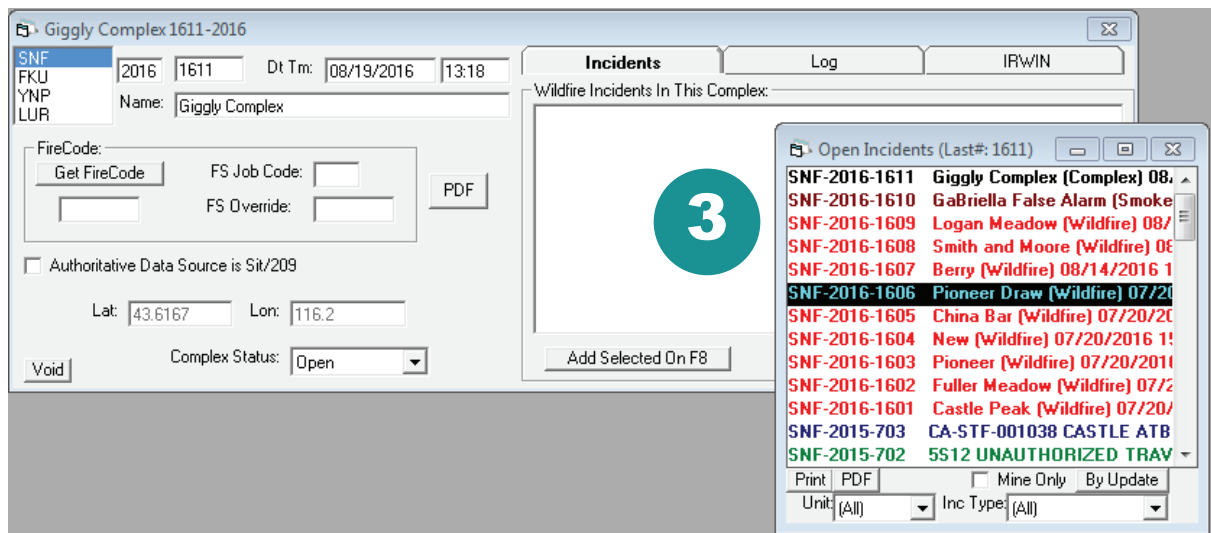 Giggly Complex 1611-2016
SNF
FKU
YNP
LUR
2016 1611 Dt Tm: 08/19/2016 13:18
Name: Giggly Complex
FireCode:
Get FireCode FS Job Code:
FS Override:
PDF
Authoritative Data Source is Sit/209
Lat: 43.6167 Lon: 116.2
Void Complex Status: Open
Incidents Log IRWIN
Wildfire Incidents In This Complex:
3
Add Selected On F8
Open Incidents (Last#: 1611)
SNF-2016-1611 Giggly Complex (Complex) 08/
SNF-2016-1610 GaBriella False Alarm (Smoke
SNF-2016-1609 Logan Meadow (Wildfire) 08/
SNF-2016-1608 Smith and Moore (Wildfire) 08
SNF-2016-1607 Berry (Wildfire) 08/14/2016 1
SNF-2016-1606 Pioneer Draw (Wildfire) 07/20
SNF-2016-1605 China Bar (Wildfire) 07/20/20
SNF-2016-1604 New (Wildfire) 07/20/2016 15
SNF-2016-1603 Pioneer (Wildfire) 07/20/2016
SNF-2016-1602 Fuller Meadow (Wildfire) 07/2
SNF-2016-1601 Castle Peak (Wildfire) 07/20/
SNF-2015-703 CA-STF-001038 CASTLE ATB
SNF-2015-702 5S12 UNAUTHORIZED TRAV
Print PDF Mine Only By Update
Unit: (All) Inc Type: (All)